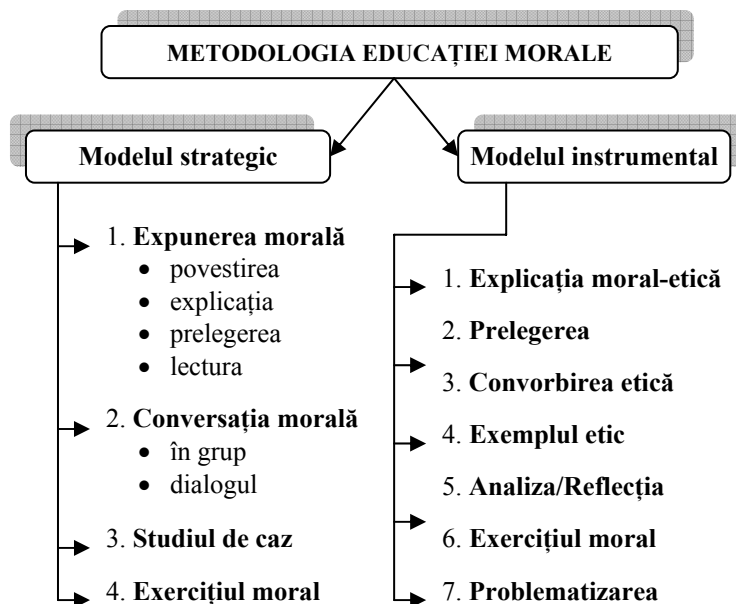 METODOLOGIA EDUCAȚIEI MORALE
Modelul strategic
1. Expunerea morală
• povestirea
• explicația
• prelegerea
• lectura
2. Conversația morală
• în grup
• dialogul
3. Studiul de caz
4. Exercițiul moral
Modelul instrumental
1. Explicația moral-etică
2. Prelegerea
3. Convorbirea etică
4. Exemplul etic
5. Analiza/Reflecția
6. Exercițiul moral
7. Problematizarea